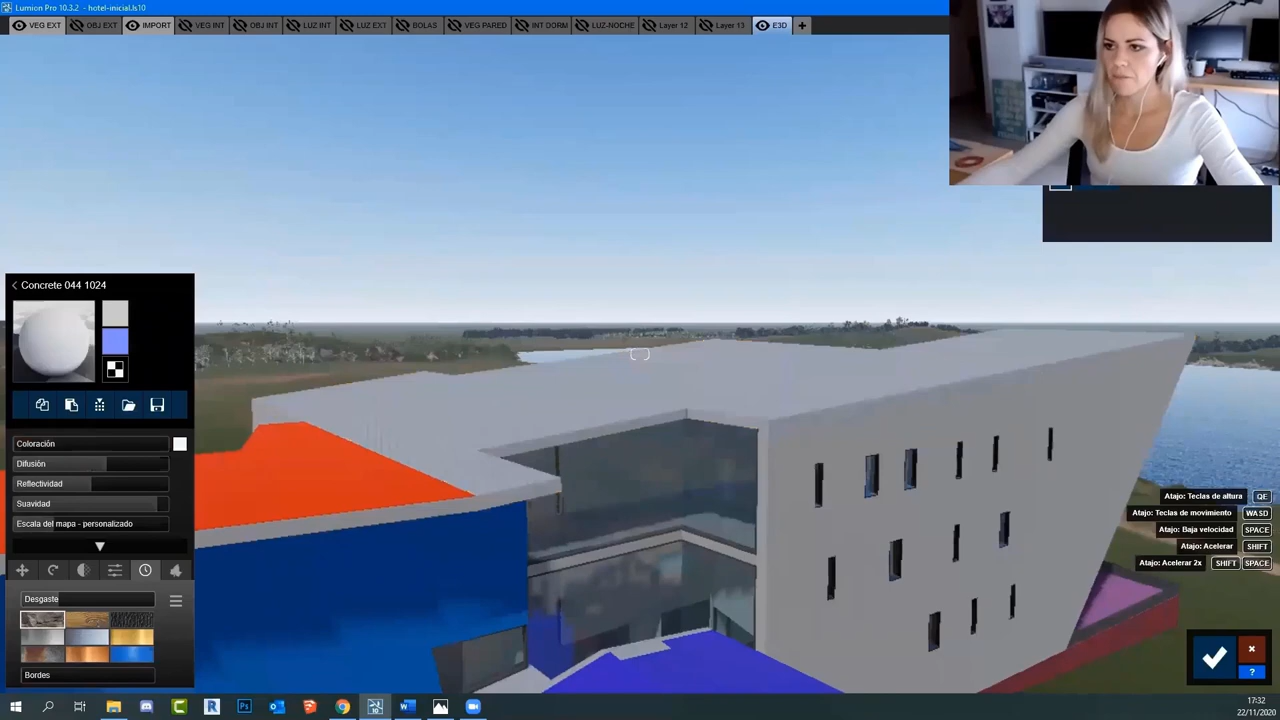 Lumion Pro 10.3.2 - hotel-inicial.ls10
VEG EXT OBJ EXT IMPORT VEG INT OBJ INT LUZ INT LUZ EXT BOLAS VEG PARED INT DORM LUZ-NOCHE Layer 12 Layer 13 E3D +
Concrete 044 1024
Coloración
Difusión
Reflectividad
Suavidad
Escala del mapa - personalizado
Desgaste
Bordes
Atajo: Teclas de altura QE
Atajo: Teclas de movimiento WASD
Atajo: Baja velocidad SPACE
Atajo: Acelerar SHIFT
Atajo: Acelerar 2x SHIFT SPACE
?
17:32
22/11/2020